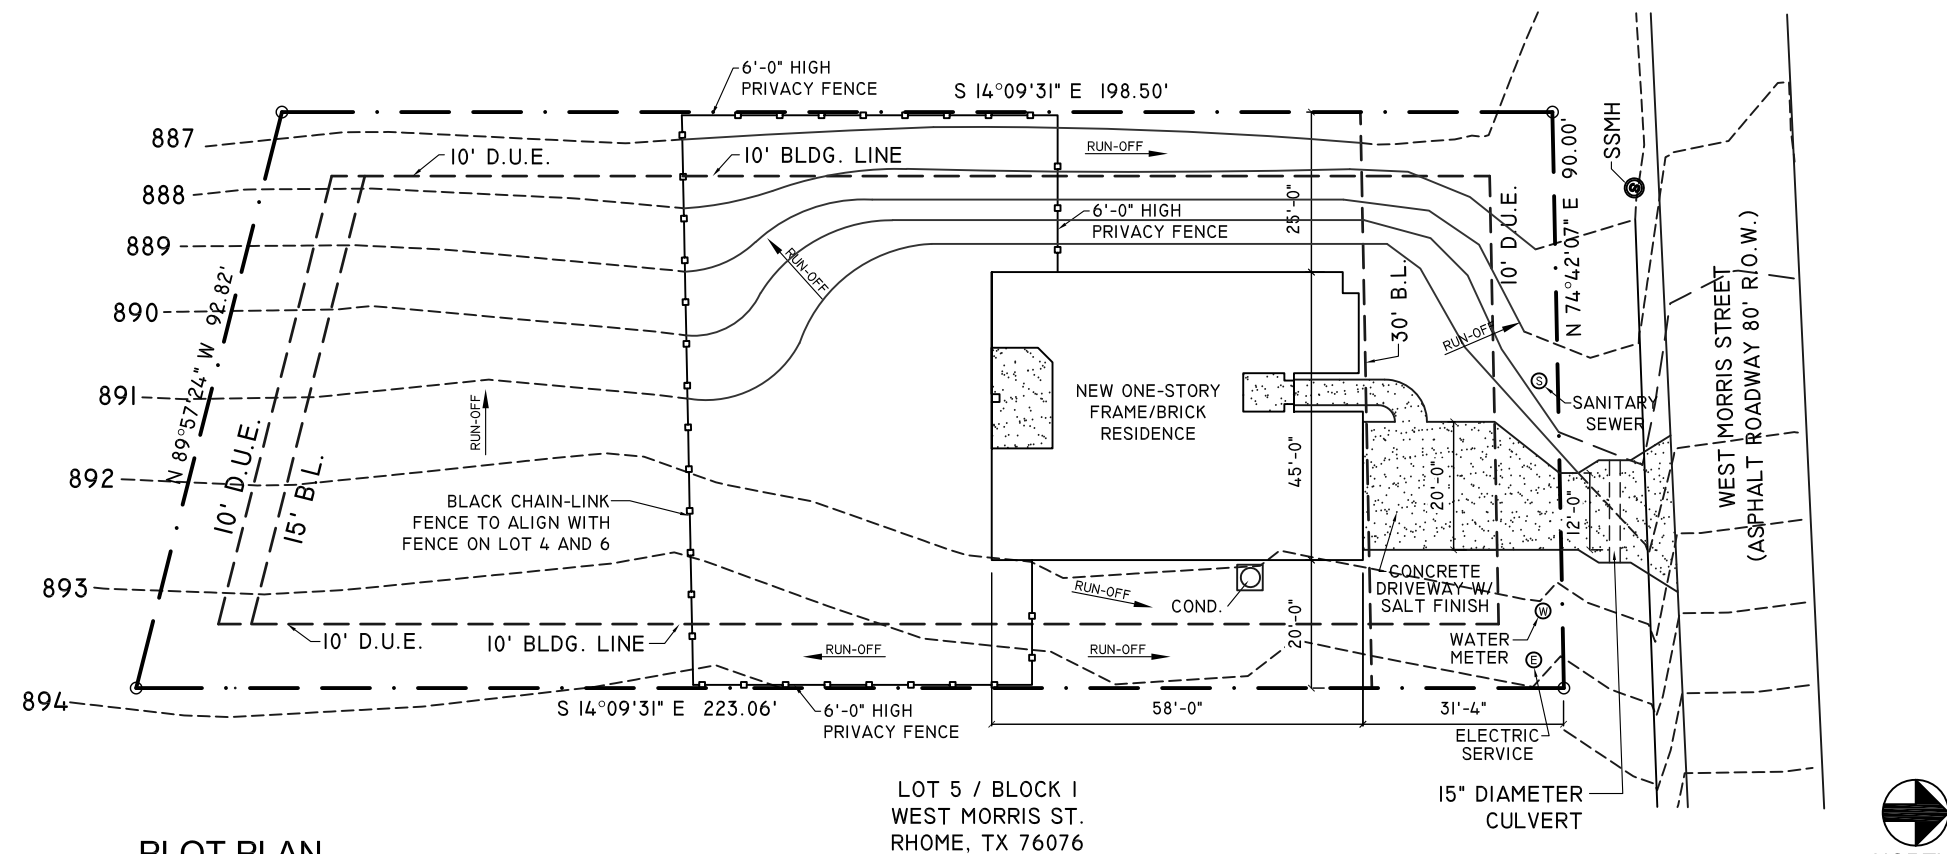 6'-0" HIGH
PRIVACY FENCE
S 14°09'31" E 198.50'
887
888
889
890
891
892
893
894
10' D.U.E.
10' BLDG. LINE
RUN-OFF
6'-0" HIGH
PRIVACY FENCE
25'-0"
10' D.U.E.
N 74°42'07" E 90.00'
SSMH
RUN-OFF
30' B.L.
RUN-OFF
WEST MORRIS STREET
(ASPHALT ROADWAY 80' R.O.W.)
N 89°57'24" W 92.82'
10' D.U.E.
15' B.L.
RUN-OFF
NEW ONE-STORY
FRAME/BRICK
RESIDENCE
SANITARY
SEWER
S
S
BLACK CHAIN-LINK
FENCE TO ALIGN WITH
FENCE ON LOT 4 AND 6
45'-0"
20'-0"
12'-0"
CONCRETE
DRIVEWAY W/
SALT FINISH
RUN-OFF
COND.
W
WATER
METER
E
10' D.U.E.
10' BLDG. LINE
RUN-OFF
RUN-OFF
20'-0"
S 14°09'31" E 223.06'
6'-0" HIGH
PRIVACY FENCE
58'-0"
31'-4"
ELECTRIC
SERVICE
15" DIAMETER
CULVERT
LOT 5 / BLOCK 1
WEST MORRIS ST.
RHOME, TX 76076
PLOT PLAN